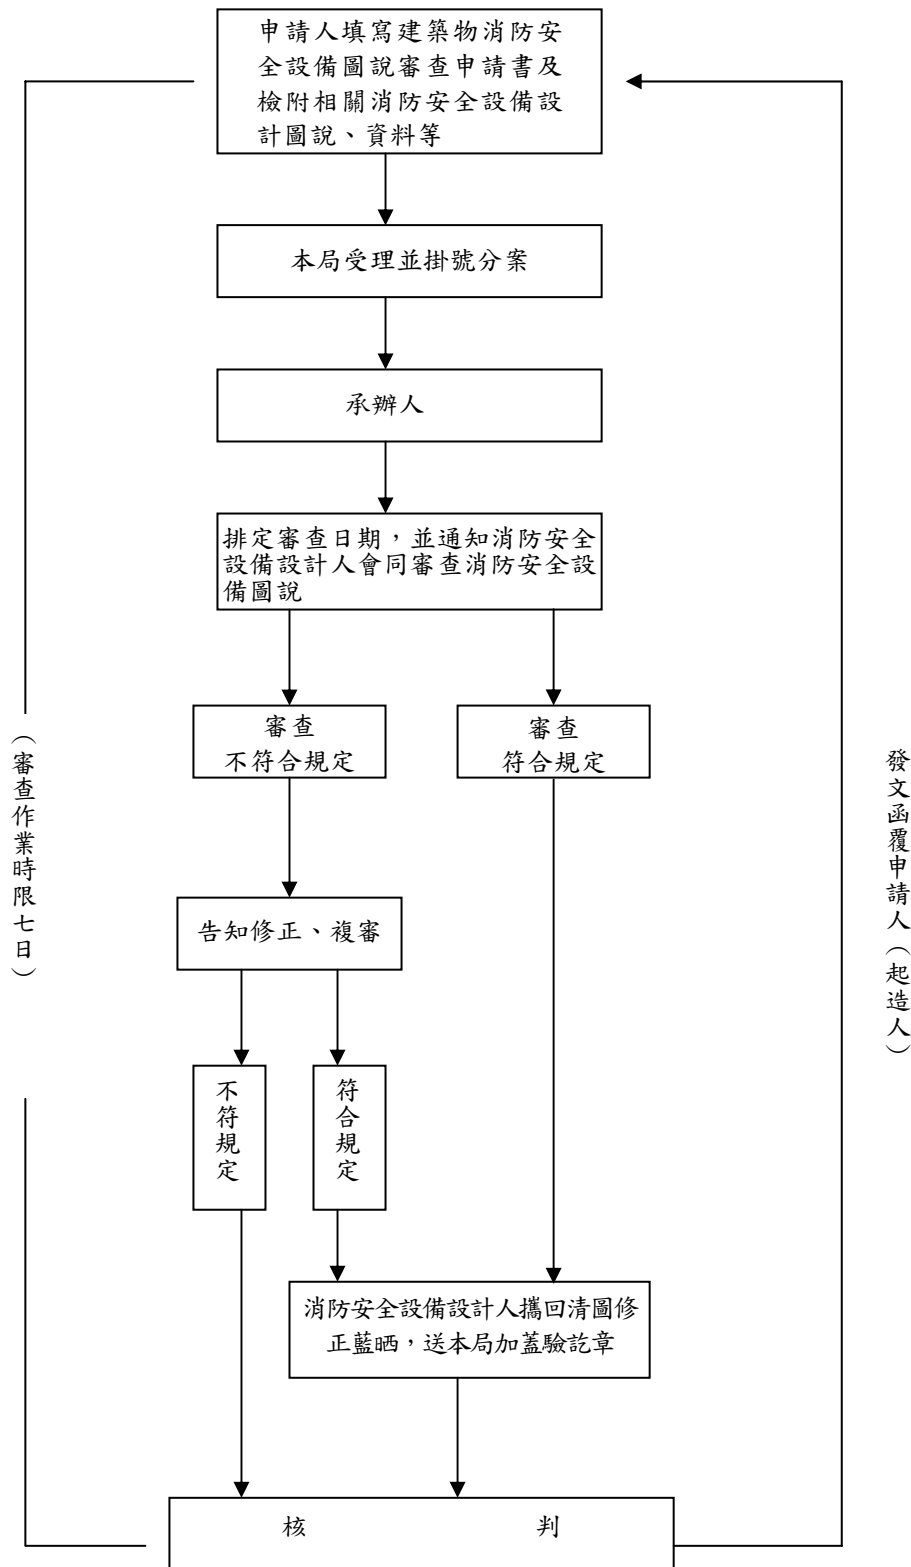 申請人填寫建築物消防安
全設備圖說審查申請書及
檢附相關消防安全設備設
計圖說、資料等
本局受理並掛號分案
承辦人
排定審查日期，並通知消防安全
設備設計人會同審查消防安全設
備圖說
審查
不符合規定
審查
符合規定
（審查作業時限七日）
發文函覆申請人（起造人）
告知修正、複審
不符規定
符合規定
消防安全設備設計人攜回清圖修
正藍晒，送本局加蓋驗訖章
核 判